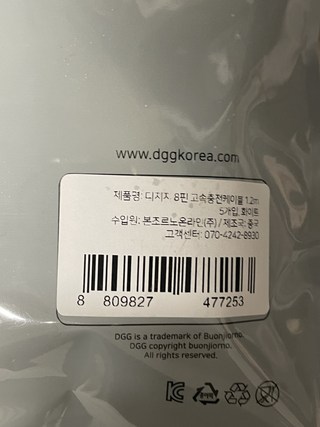 www.dggkorea.com
제품명: 디지지 8핀 고속충전케이블 1.2m
5개입, 화이트
수입원: 본조르노온라인(주) / 제조국: 중국
고객센터: 070-4242-8930
8 809827 477253
DGG is a trademark of Buonjiorno.
DGG copyright buonjiorno.
All rights reserved.